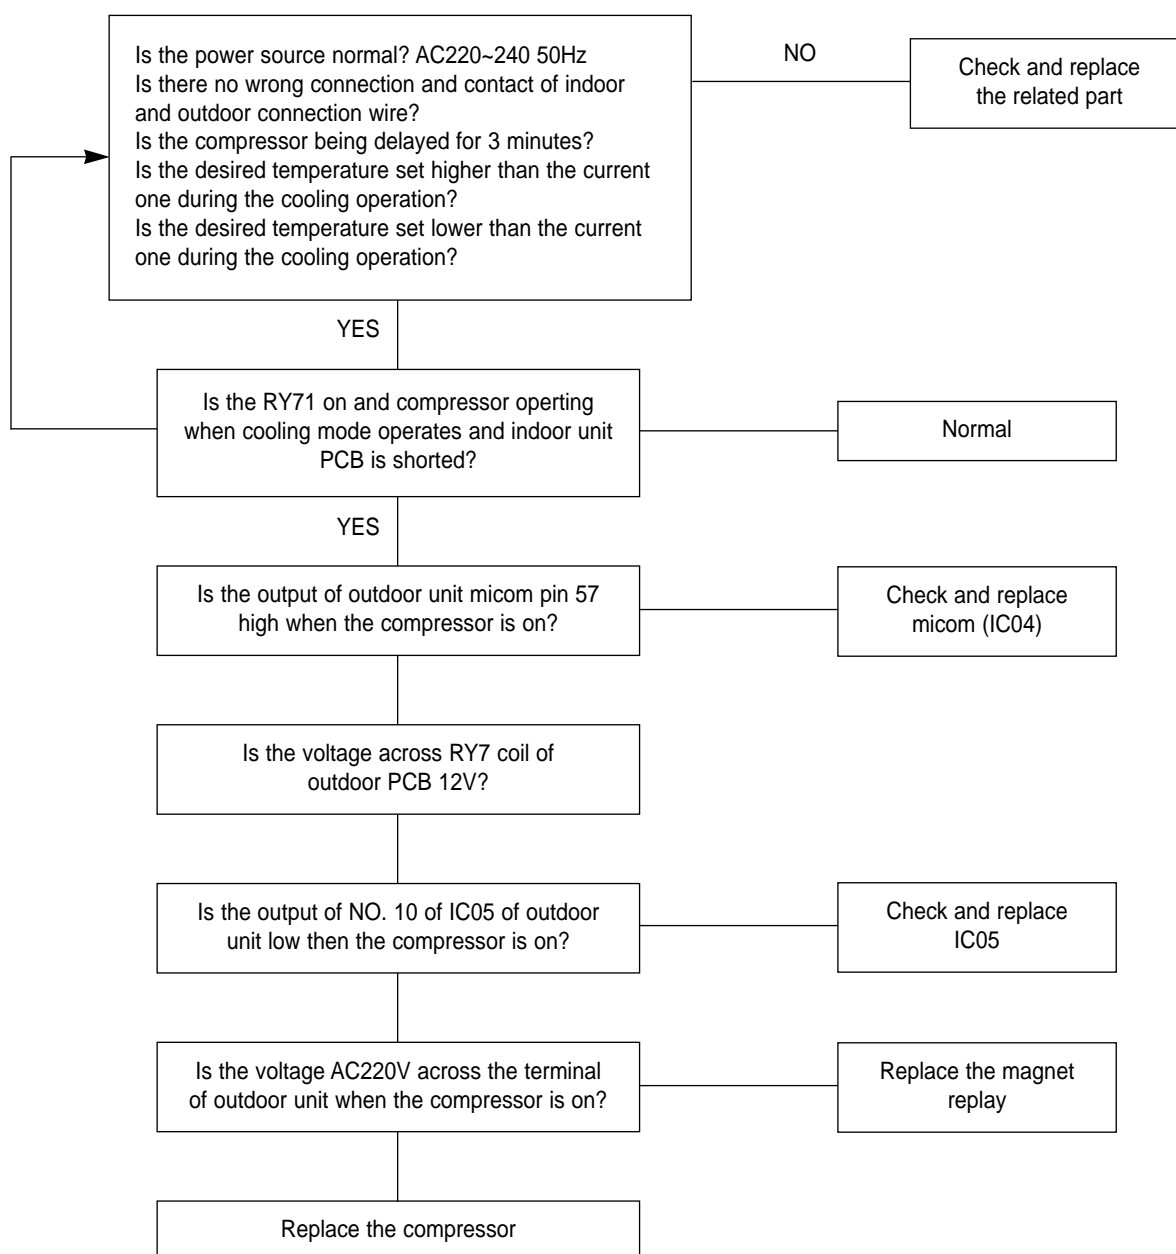 Is the power source normal? AC220~240 50Hz
Is there no wrong connection and contact of indoor
and outdoor connection wire?
Is the compressor being delayed for 3 minutes?
Is the desired temperature set higher than the current
one during the cooling operation?
Is the desired temperature set lower than the current
one during the cooling operation?
NO
Check and replace
the related part
YES
Is the RY71 on and compressor operting
when cooling mode operates and indoor unit
PCB is shorted?
Normal
YES
Is the output of outdoor unit micom pin 57
high when the compressor is on?
Check and replace
micom (IC04)
Is the voltage across RY7 coil of
outdoor PCB 12V?
Is the output of NO. 10 of IC05 of outdoor
unit low then the compressor is on?
Check and replace
IC05
Is the voltage AC220V across the terminal
of outdoor unit when the compressor is on?
Replace the magnet
replay
Replace the compressor